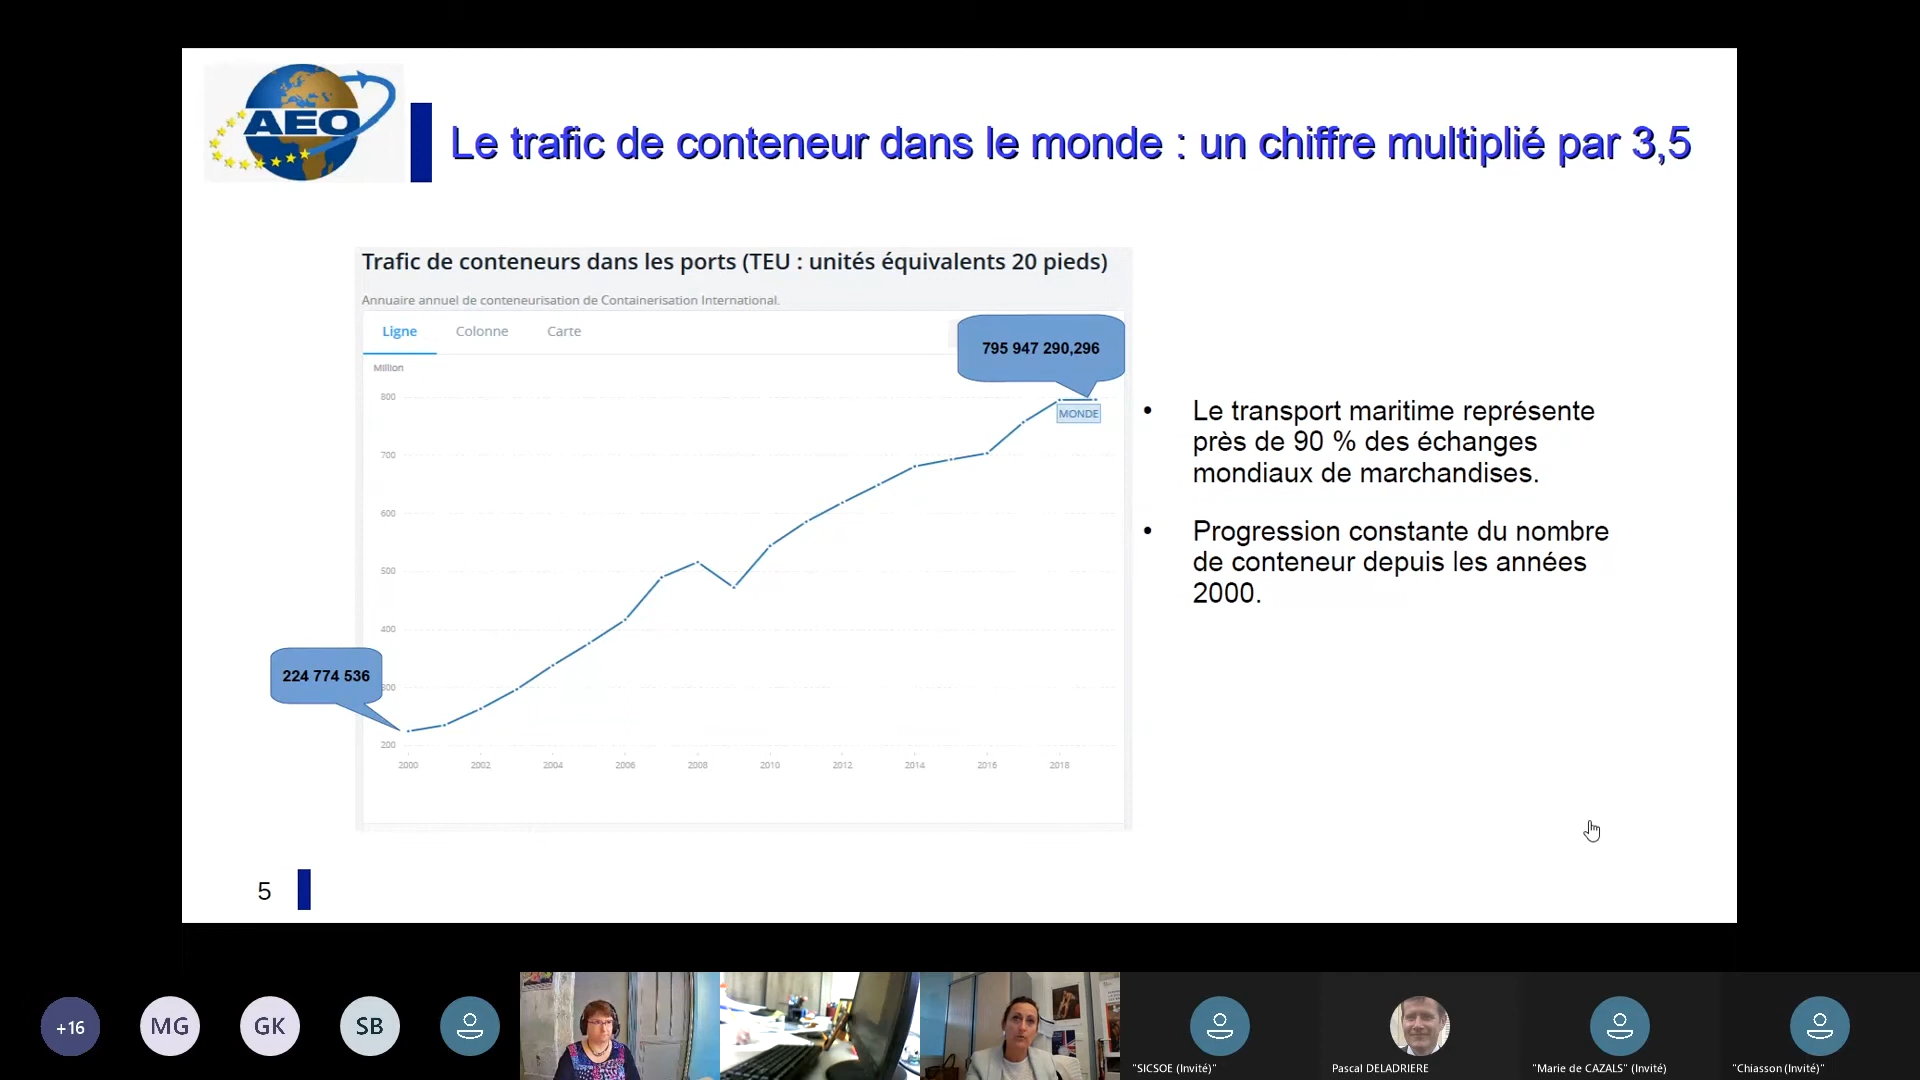 AEO
Le trafic de conteneur dans le monde : un chiffre multiplié par 3,5
Trafic de conteneurs dans les ports (TEU : unités équivalents 20 pieds)
Annuaire annuel de conteneurisation de Containerisation International.
Ligne
Colonne
Carte
795 947 290,296
Million
800
MONDE
700
600
500
400
224 774 536
300
200
2000
2002
2004
2006
2008
2010
2012
2014
2016
2018
• Le transport maritime représente
près de 90 % des échanges
mondiaux de marchandises.
• Progression constante du nombre
de conteneur depuis les années
2000.
5
+16
MG
GK
SB
"SICSOE (Invité)"
Pascal DELADRIERE
"Marie de CAZALS" (Invité)
"Chiasson (Invité)"